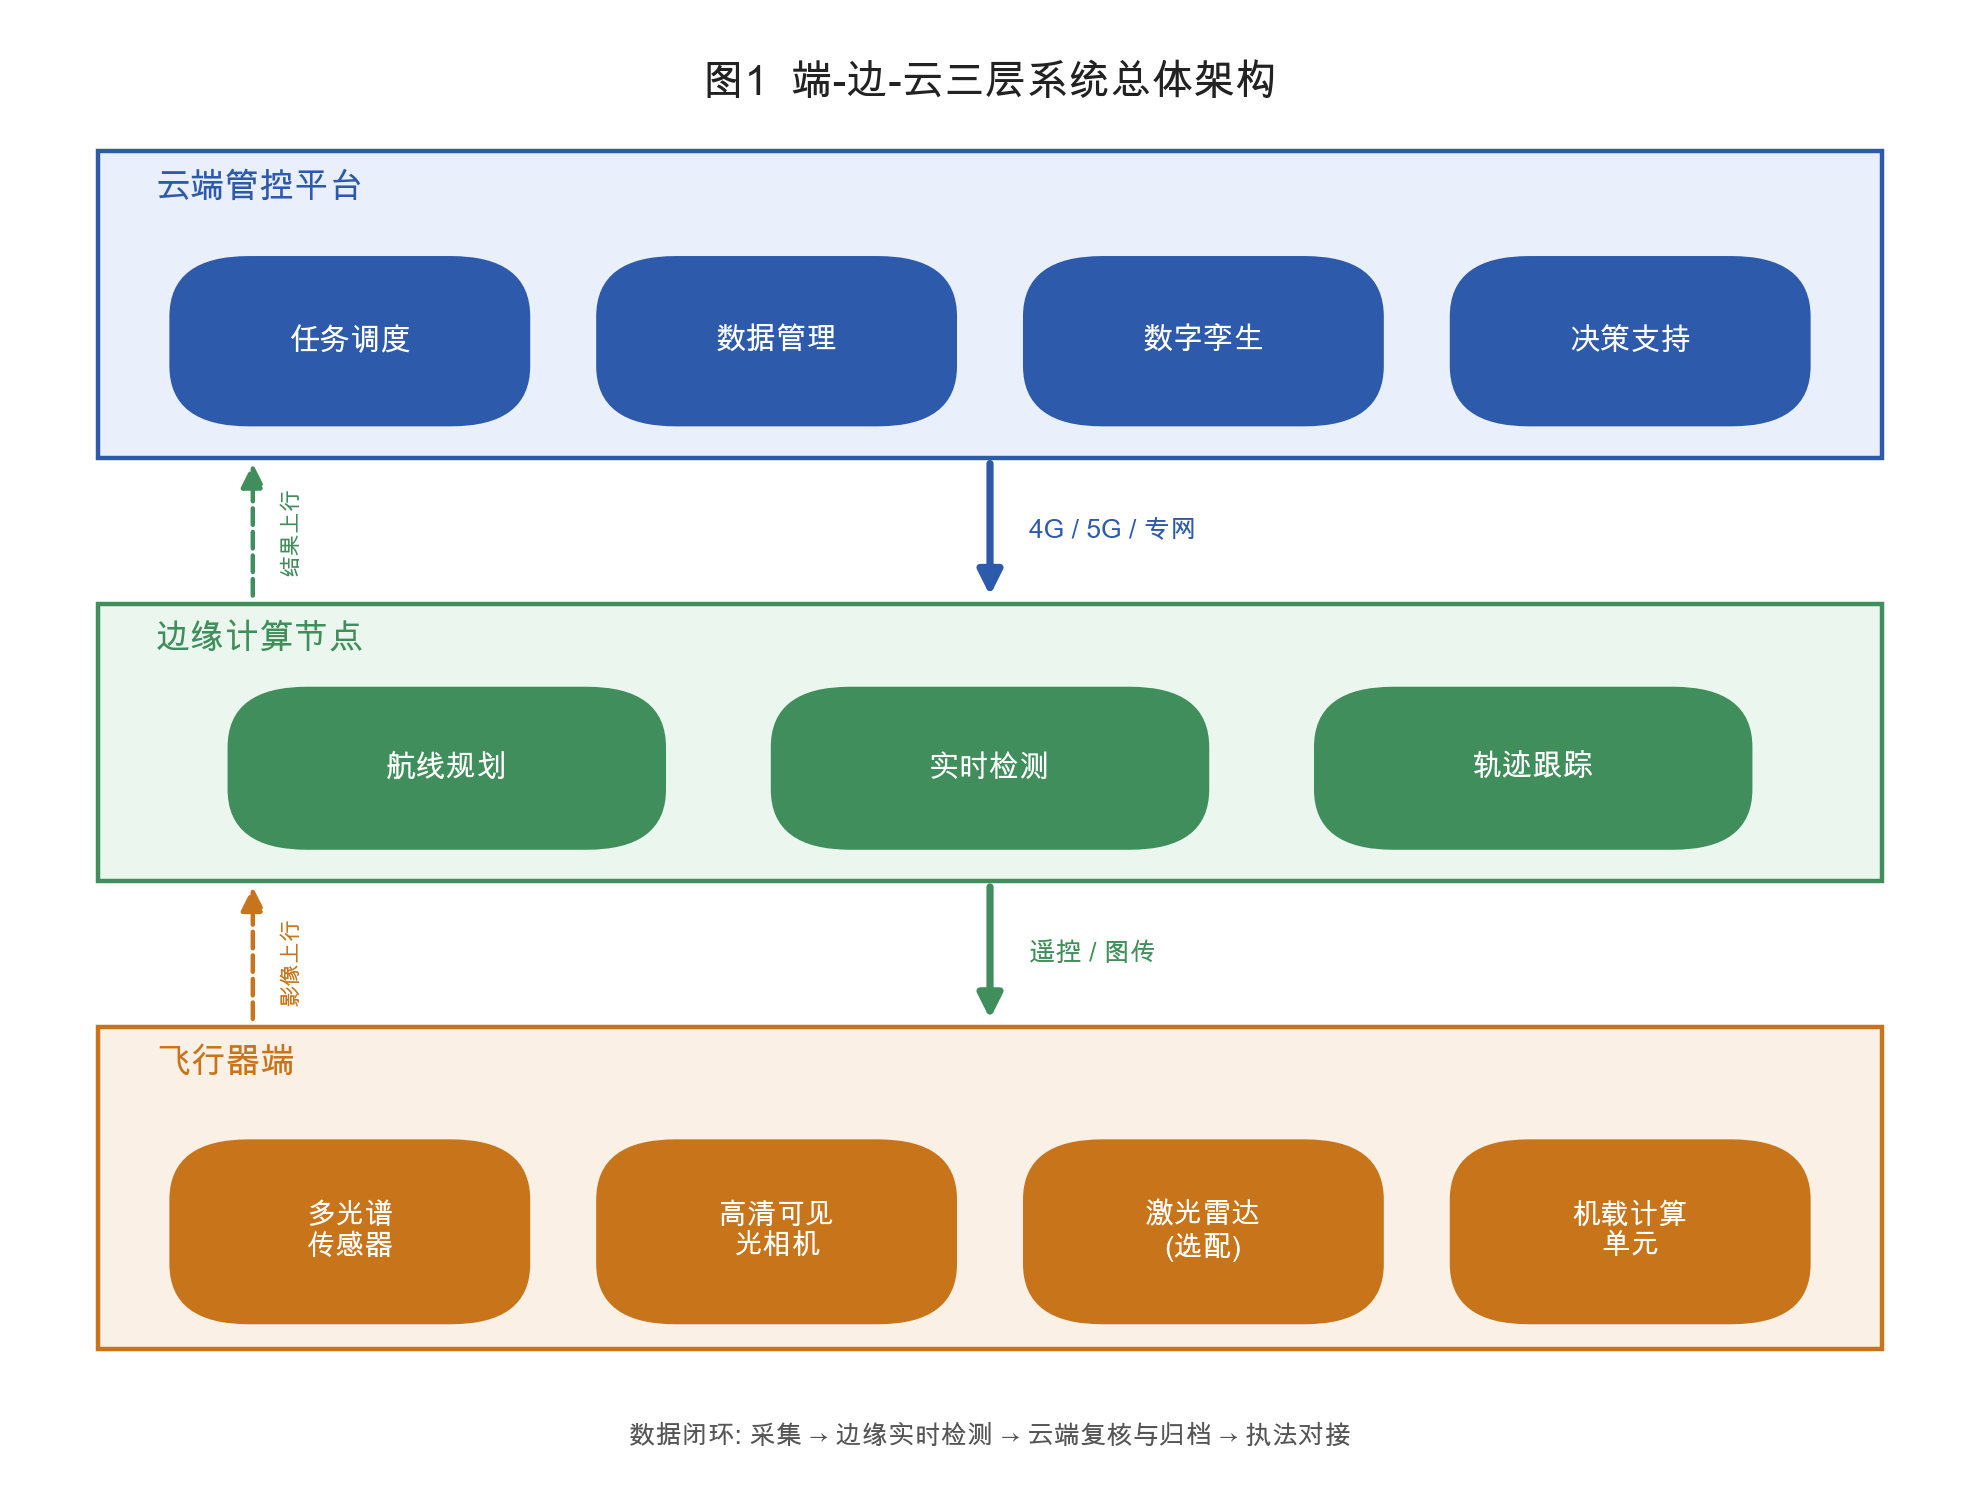 图1 端-边-云三层系统总体架构
云端管控平台
任务调度
数据管理
数字孪生
决策支持
结果上行
4G / 5G / 专网
边缘计算节点
航线规划
实时检测
轨迹跟踪
影像上行
遥控 / 图传
飞行器端
多光谱
传感器
高清可见
光相机
激光雷达
(选配)
机载计算
单元
数据闭环: 采集→边缘实时检测→云端复核与归档→执法对接